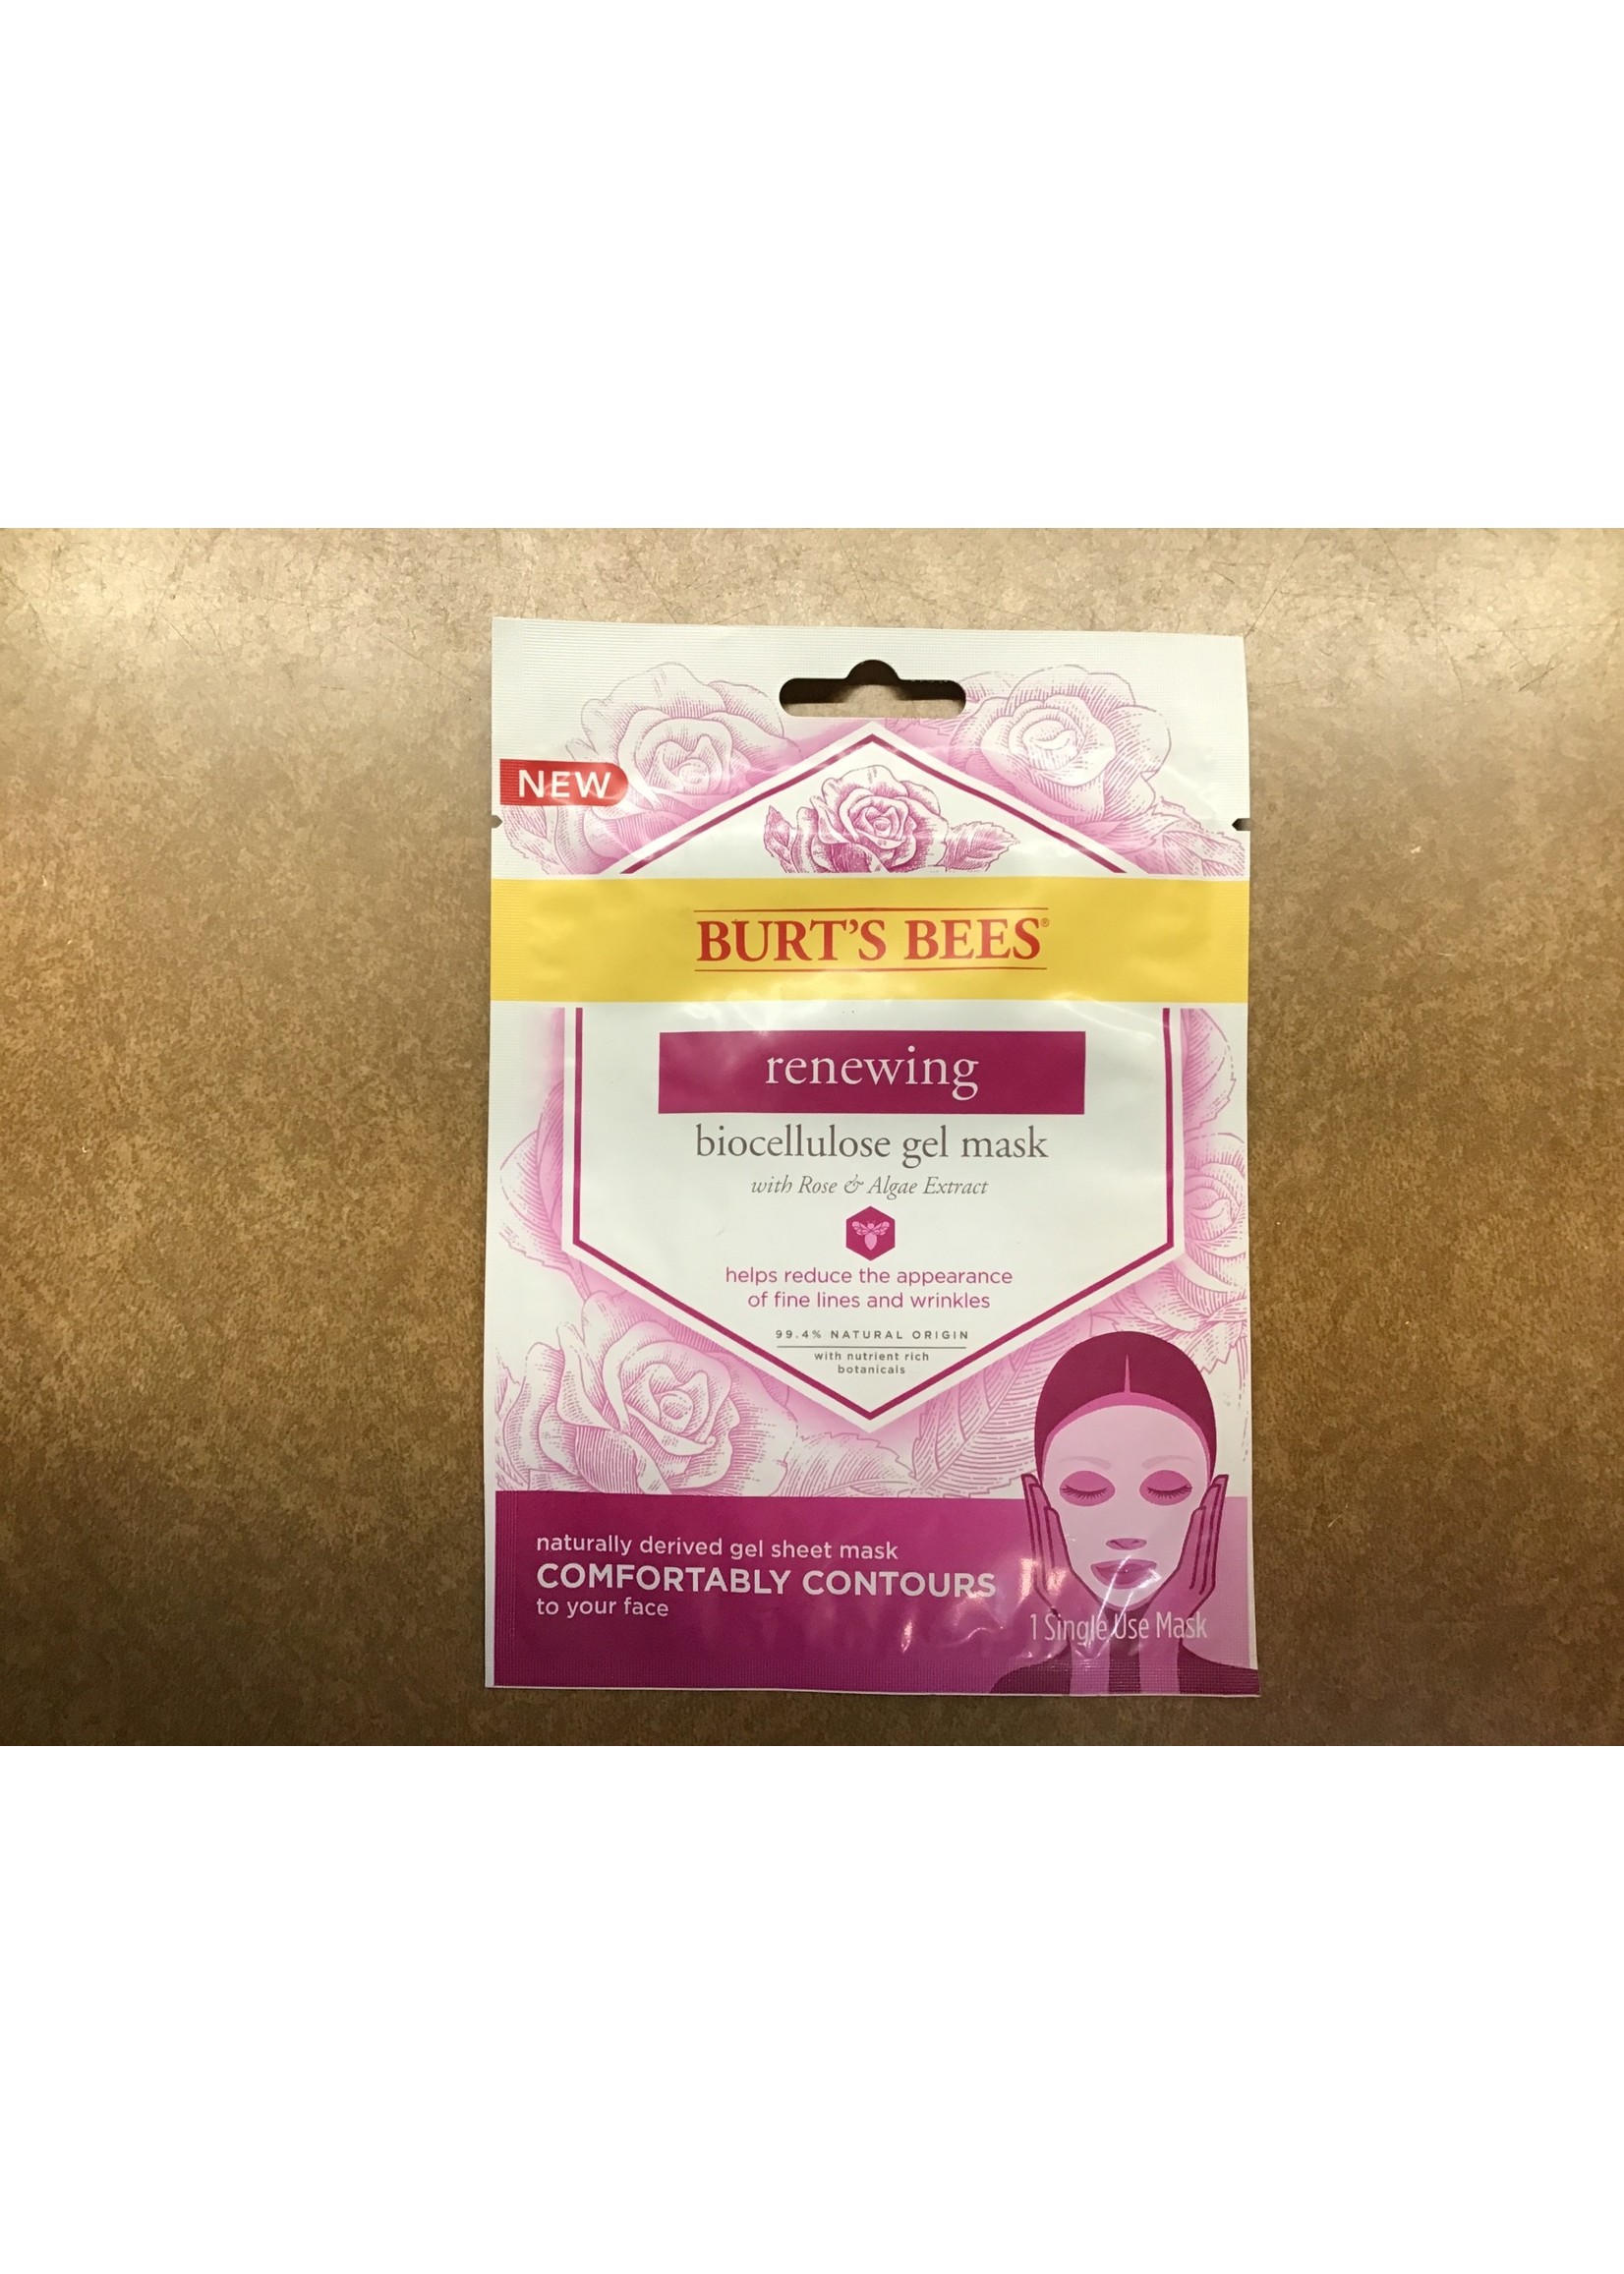 NEW
BURT'S BEES®
renewing
biocellulose gel mask
with Rose & Algae Extract
helps reduce the appearance
of fine lines and wrinkles
99.4% NATURAL ORIGIN
with nutrient rich
botanicals
naturally derived gel sheet mask
COMFORTABLY CONTOURS
to your face
1 Single Use Mask